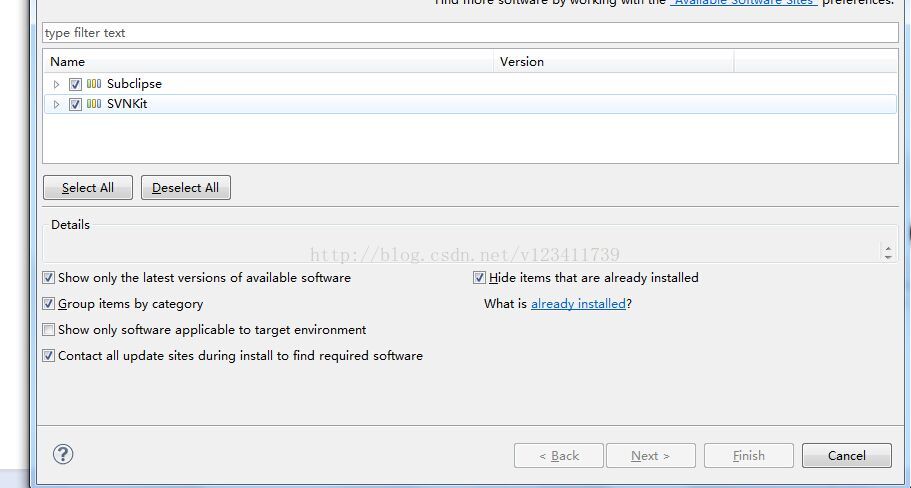 Find more software by working with the "Available Software Sites" preferences.
type filter text
Name Version
Subclipse
SVNKit
Select All Deselect All
Details
http://blog.csdn.net/v123411739
Show only the latest versions of available software Hide items that are already installed
Group items by category What is already installed?
Show only software applicable to target environment
Contact all update sites during install to find required software
? < Back Next > Finish Cancel